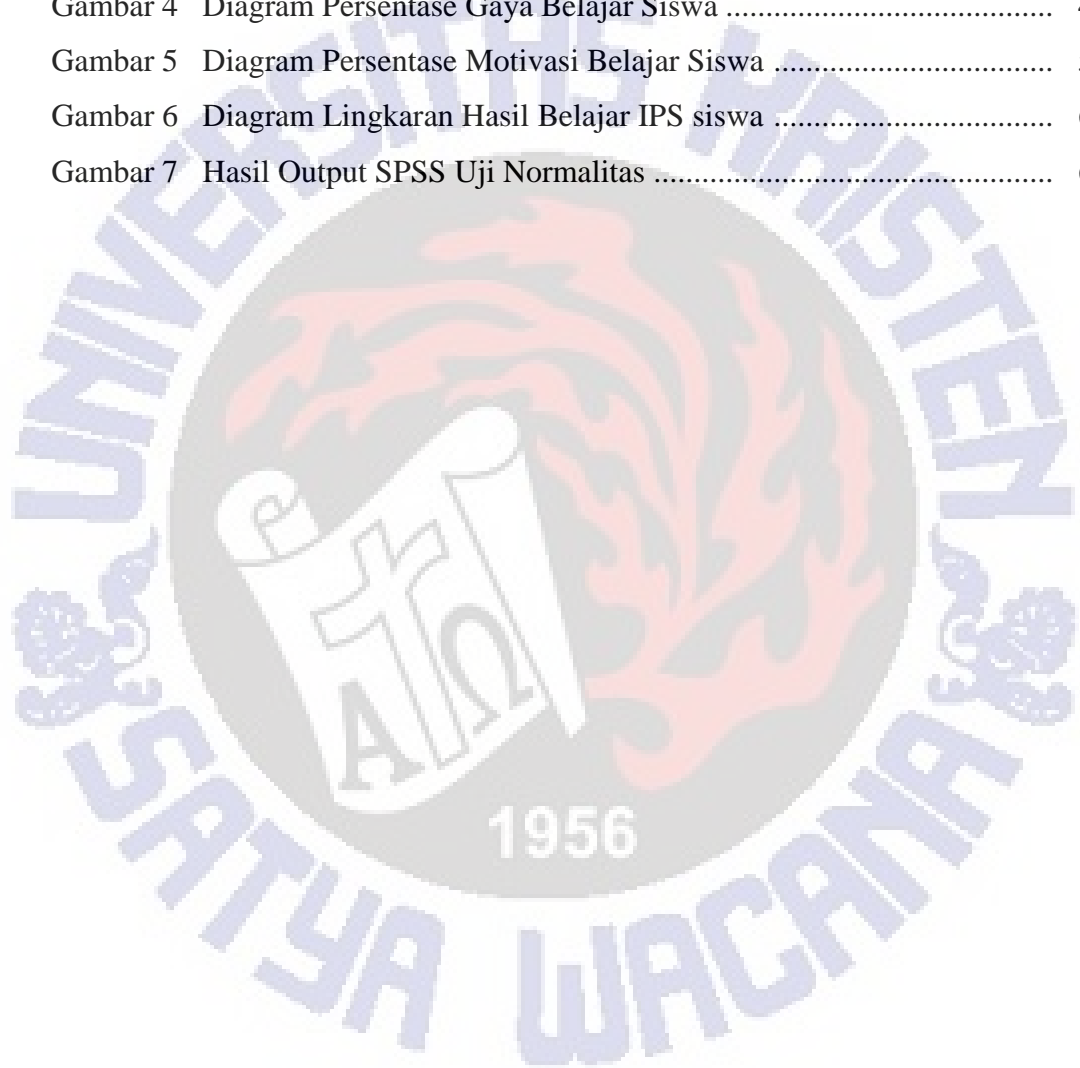 Gambar 4 Diagram Persentase Gaya Belajar Siswa ....................................
Gambar 5 Diagram Persentase Motivasi Belajar Siswa ...............................
Gambar 6 Diagram Lingkaran Hasil Belajar IPS siswa ...............................
Gambar 7 Hasil Output SPSS Uji Normalitas ............................................
UNIVERSITAS KRISTEN
Α Ω
1956
SATYA WACANA